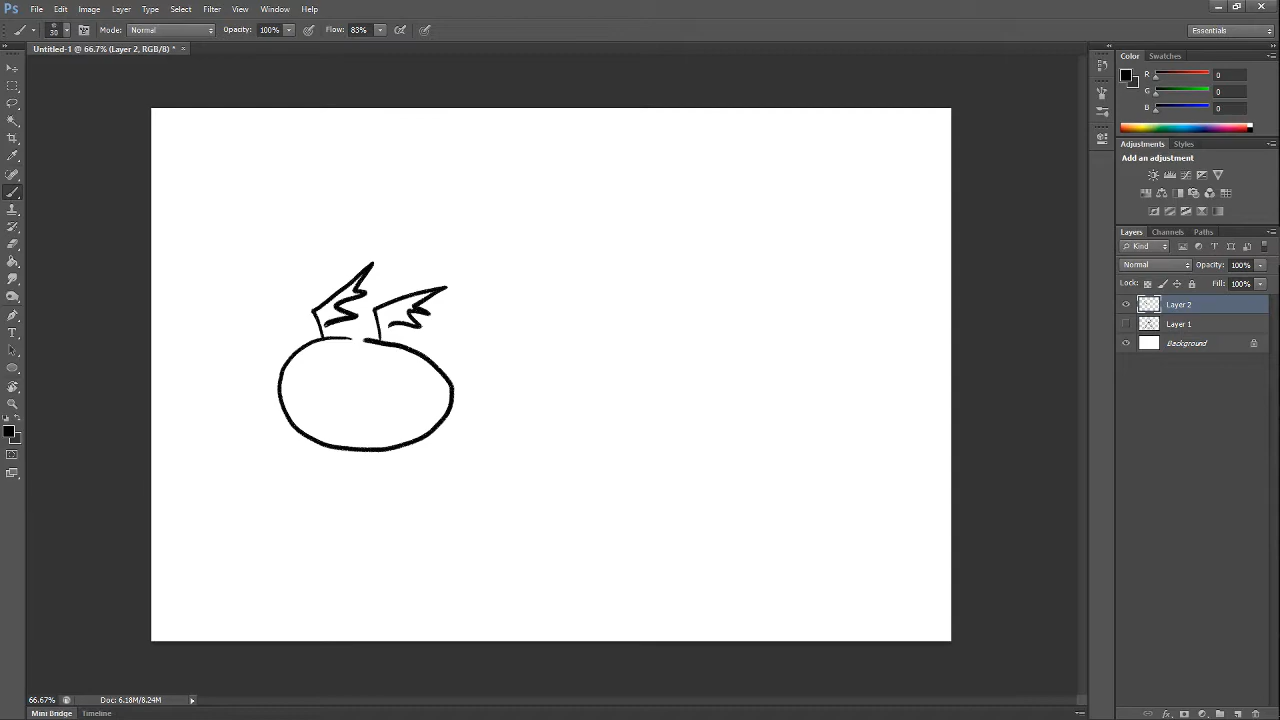 Ps File Edit Image Layer Type Select Filter View Window Help
30 Mode: Normal Opacity: 100% Flow: 83% Essentials
Untitled-1 @ 66.7% (Layer 2, RGB/8) * ×
Color Swatches
R 0
G 0
B 0
Adjustments Styles
Add an adjustment
Layers Channels Paths
Kind
Normal Opacity: 100%
Lock: Fill: 100%
Layer 2
Layer 1
Background
66.67% Doc: 6.18M/8.24M
Mini Bridge Timeline